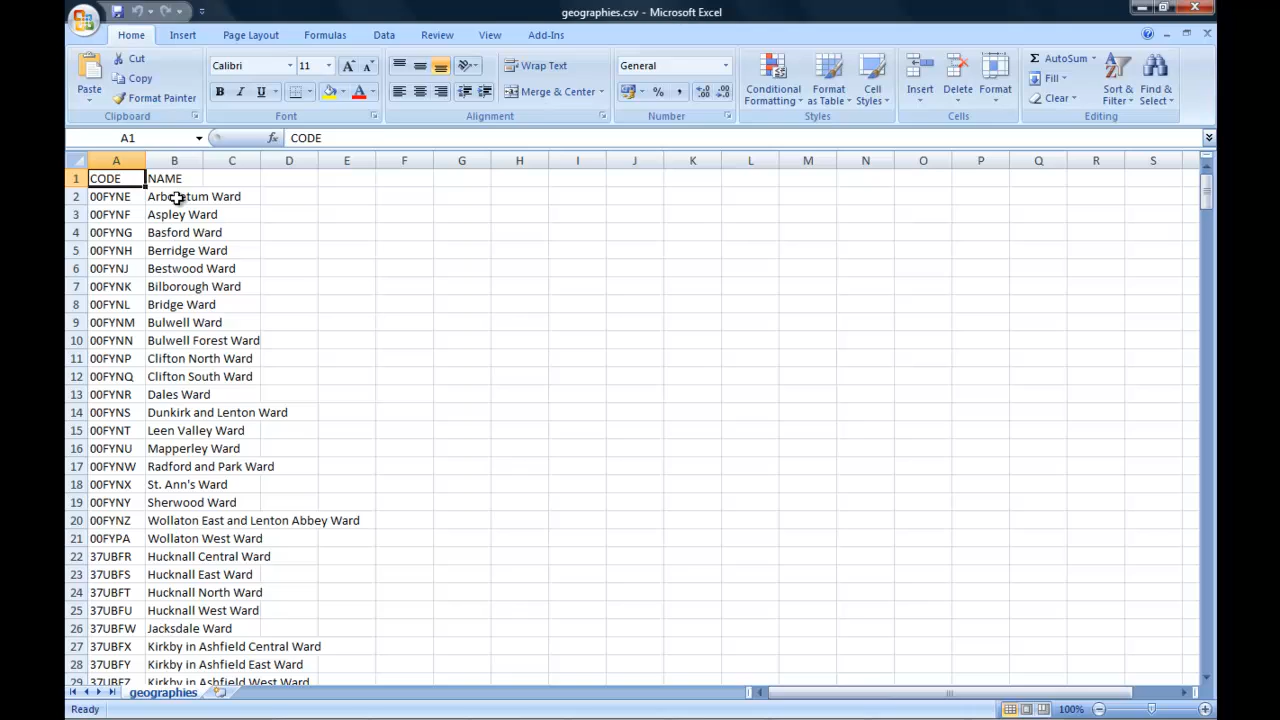 geographies.csv - Microsoft Excel
Home Insert Page Layout Formulas Data Review View Add-Ins
Paste
Cut
Copy
Format Painter
Clipboard
Calibri 11
B I U
Font
Wrap Text
Merge & Center
Alignment
General
Number
Conditional Formatting
Format as Table
Cell Styles
Styles
Insert Delete Format
Cells
AutoSum
Fill
Clear
Sort & Filter
Find & Select
Editing
A1 fx CODE
A B C D E F G H I J K L M N O P Q R S
1 CODE NAME
2 00FYNE Arboretum Ward
3 00FYNF Aspley Ward
4 00FYNG Basford Ward
5 00FYNH Berridge Ward
6 00FYNJ Bestwood Ward
7 00FYNK Bilborough Ward
8 00FYNL Bridge Ward
9 00FYNM Bulwell Ward
10 00FYNN Bulwell Forest Ward
11 00FYNP Clifton North Ward
12 00FYNQ Clifton South Ward
13 00FYNR Dales Ward
14 00FYNS Dunkirk and Lenton Ward
15 00FYNT Leen Valley Ward
16 00FYNU Mapperley Ward
17 00FYNW Radford and Park Ward
18 00FYNX St. Ann's Ward
19 00FYNY Sherwood Ward
20 00FYNZ Wollaton East and Lenton Abbey Ward
21 00FYPA Wollaton West Ward
22 37UBFR Hucknall Central Ward
23 37UBFS Hucknall East Ward
24 37UBFT Hucknall North Ward
25 37UBFU Hucknall West Ward
26 37UBFW Jacksdale Ward
27 37UBFX Kirkby in Ashfield Central Ward
28 37UBFY Kirkby in Ashfield East Ward
29 37UBFZ Kirkby in Ashfield West Ward
geographies
Ready 100%